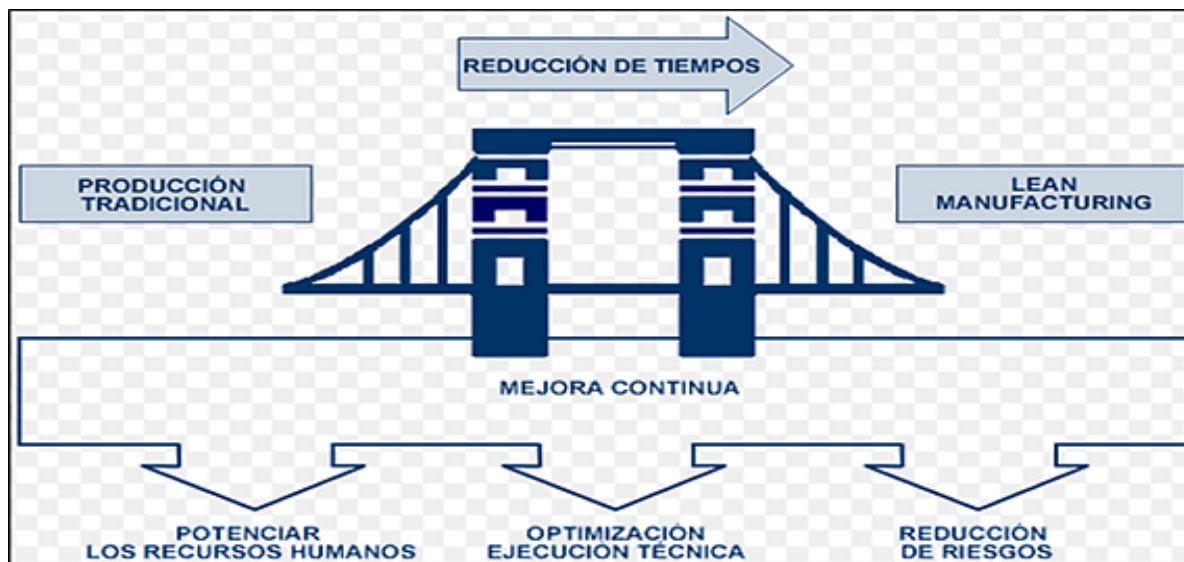 REDUCCIÓN DE TIEMPOS
PRODUCCIÓN
TRADICIONAL
LEAN
MANUFACTURING
MEJORA CONTINUA
POTENCIAR
LOS RECURSOS HUMANOS
OPTIMIZACIÓN
EJECUCIÓN TÉCNICA
REDUCCIÓN
DE RIESGOS